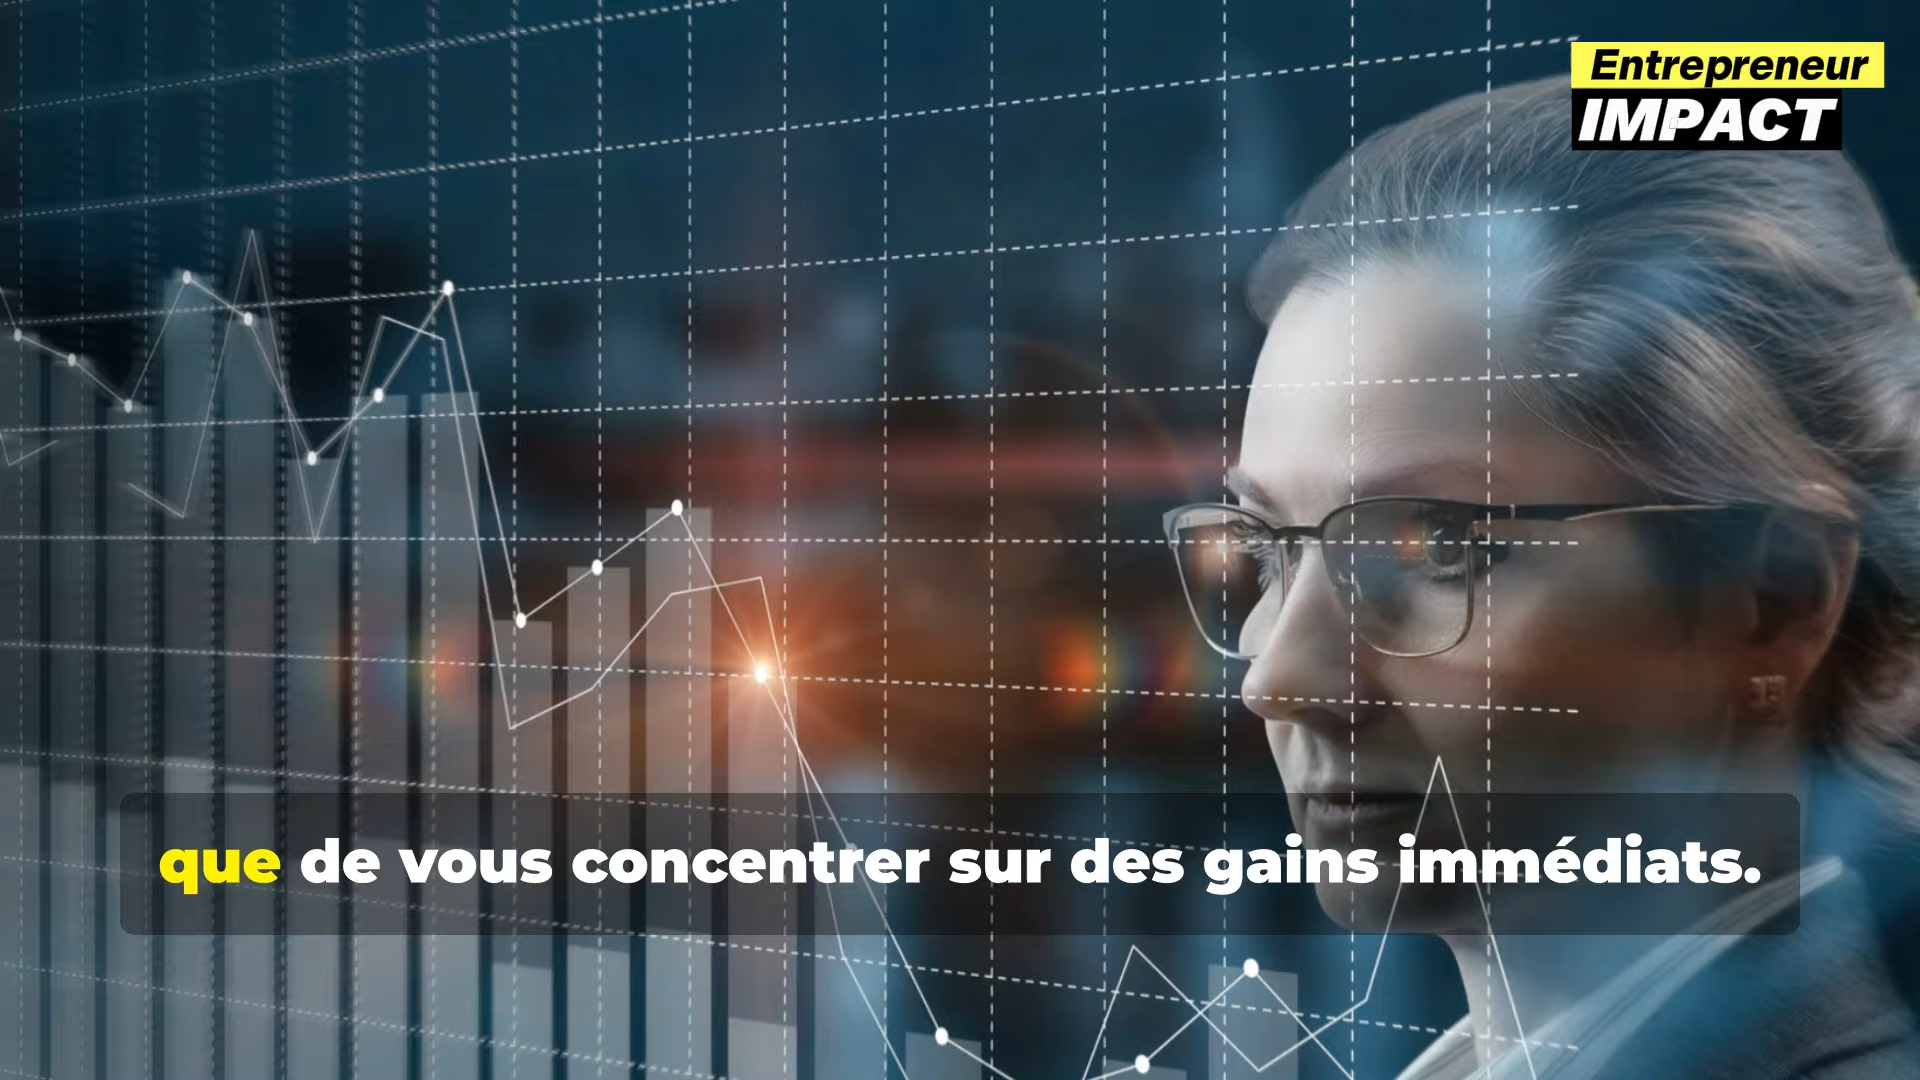 Entrepreneur
IMPACT
que de vous concentrer sur des gains immédiats.